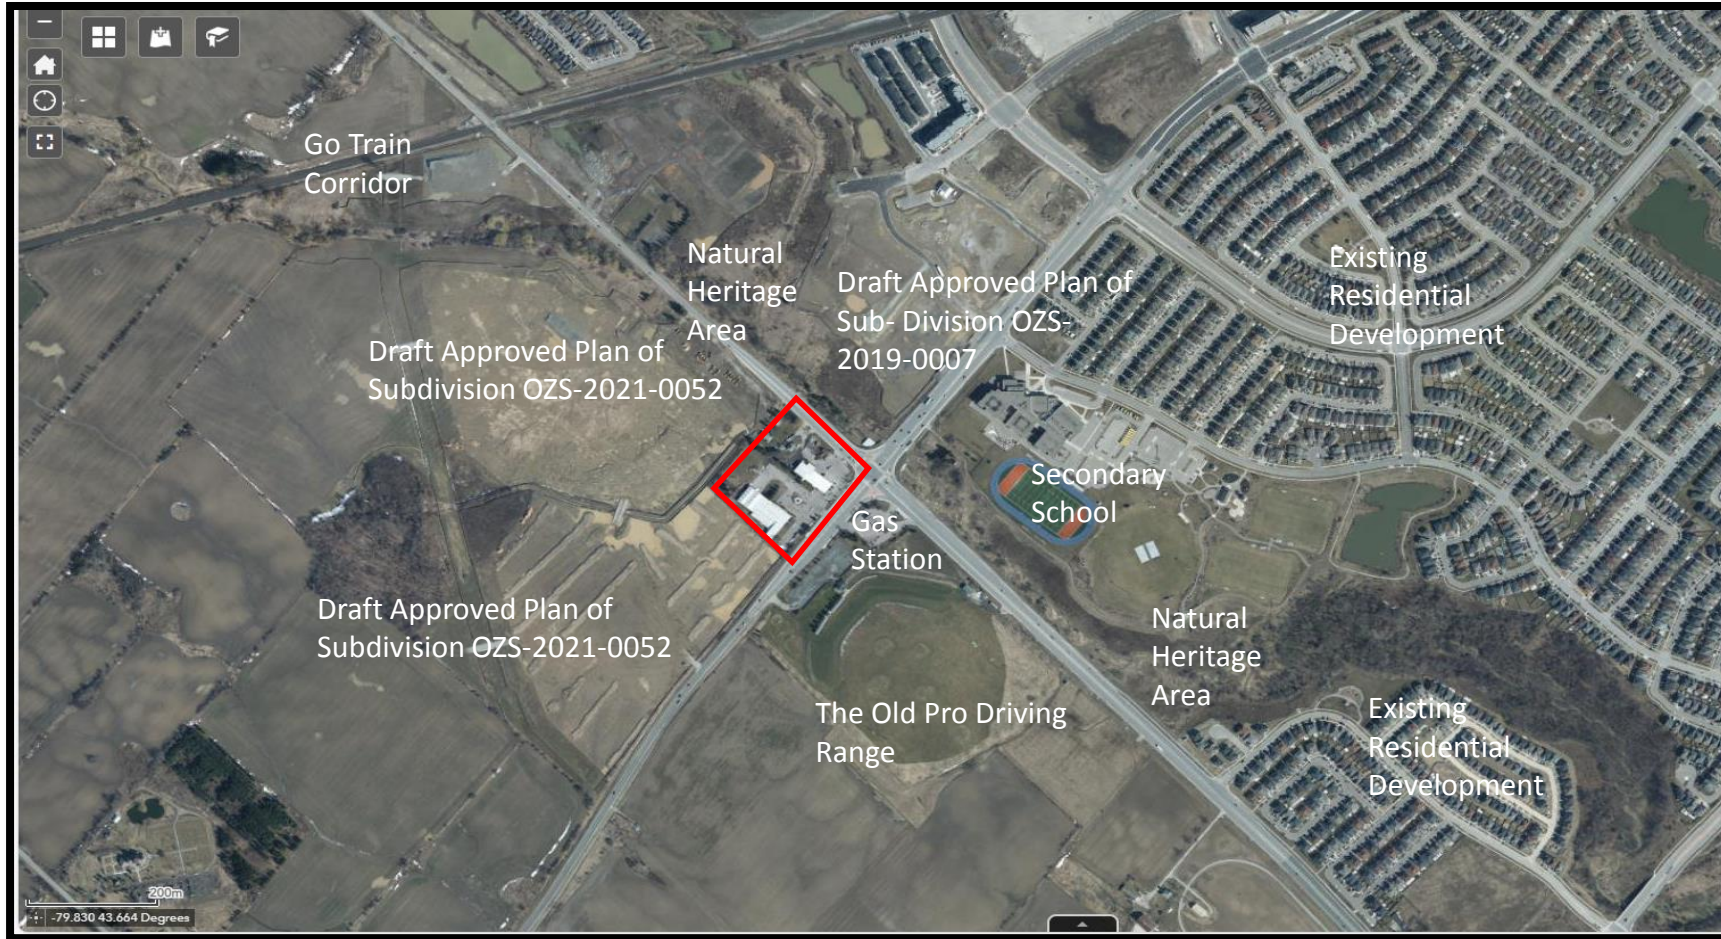 Go Train
Corridor
Natural
Heritage
Area
Draft Approved Plan of
Sub- Division OZS-
2019-0007
Existing
Residential
Development
Draft Approved Plan of
Subdivision OZS-2021-0052
Secondary
School
Gas
Station
Draft Approved Plan of
Subdivision OZS-2021-0052
Natural
Heritage
Area
The Old Pro Driving
Range
Existing
Residential
Development
200m
-79.830 43.664 Degrees